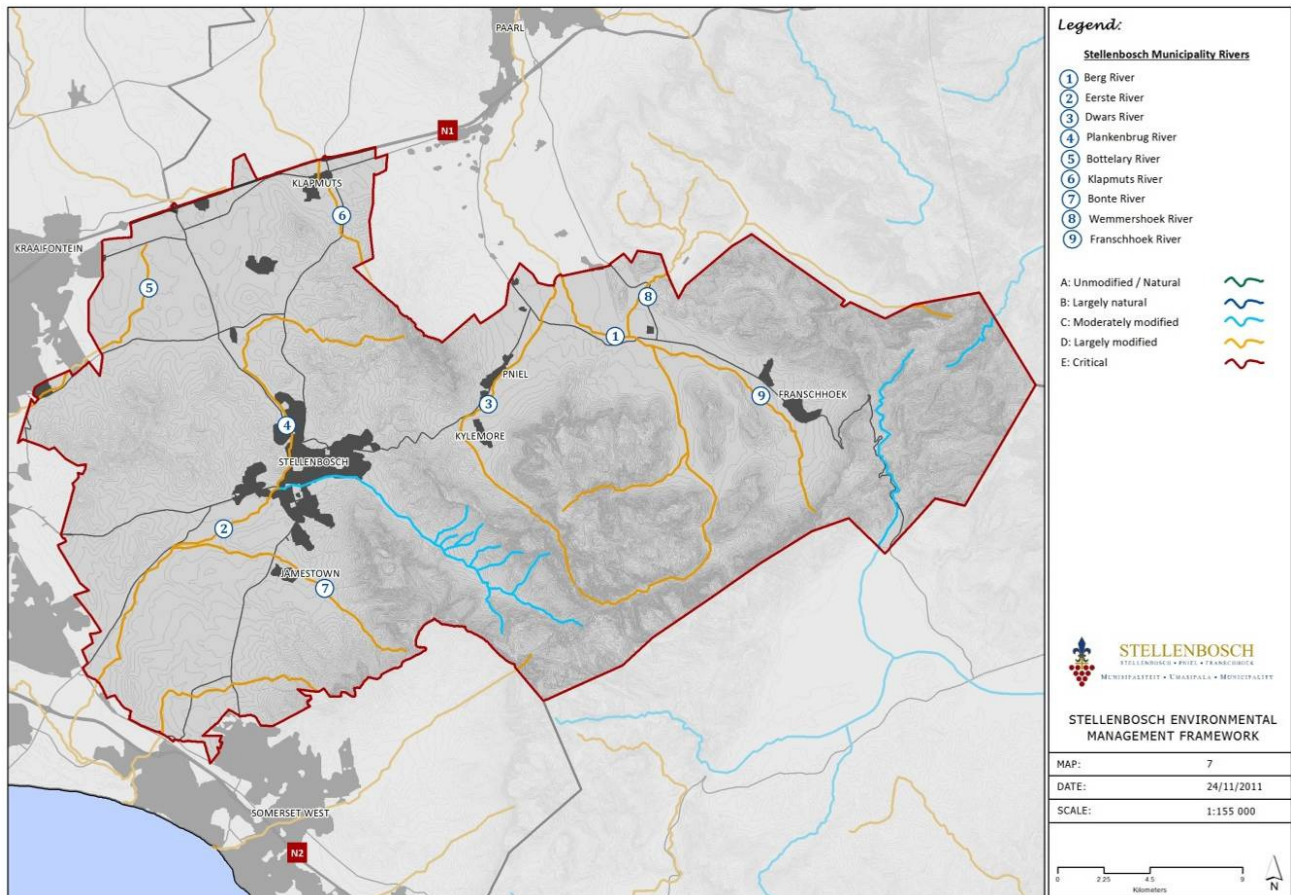 PAARL
N1
KLAPMUTS
6
KRAAIFONTEIN
5
8
1
PNIEL
FRANSCHHOEK
9
3
4
KYLEMORE
STELLENBOSCH
2
JAMESTOWN
7
SOMERSET WEST
N2
Legend:
Stellenbosch Municipality Rivers
1 Berg River
2 Eerste River
3 Dwars River
4 Plankenbrug River
5 Bottelary River
6 Klapmuts River
7 Bonte River
8 Wemmershoek River
9 Franschhoek River
A: Unmodified / Natural
B: Largely natural
C: Moderately modified
D: Largely modified
E: Critical
STELLENBOSCH
STELLENBOSCH • PNIEL • FRANSCHHOEK
MUNISIPALITEIT • UMASIPALA • MUNICIPALITY
STELLENBOSCH ENVIRONMENTAL
MANAGEMENT FRAMEWORK
MAP: 7
DATE: 24/11/2011
SCALE: 1:155 000
0 2.25 4.5 9
Kilometers
N